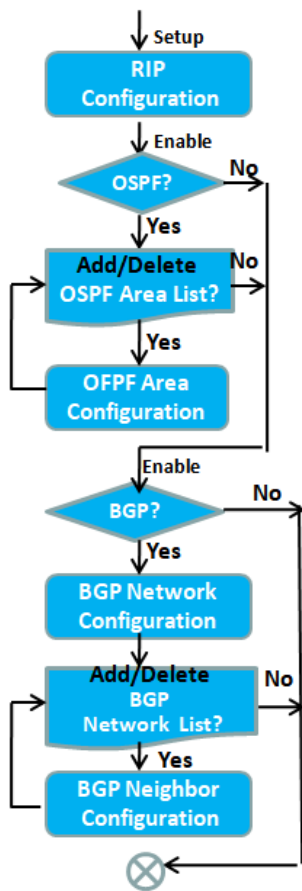 Setup
RIP
Configuration
Enable
OSPF?
No
Yes
Add/Delete
No
OSPF Area List?
Yes
OFPF Area
Configuration
Enable
BGP?
No
Yes
BGP Network
Configuration
Add/Delete
No
BGP
Network List?
Yes
BGP Neighbor
Configuration